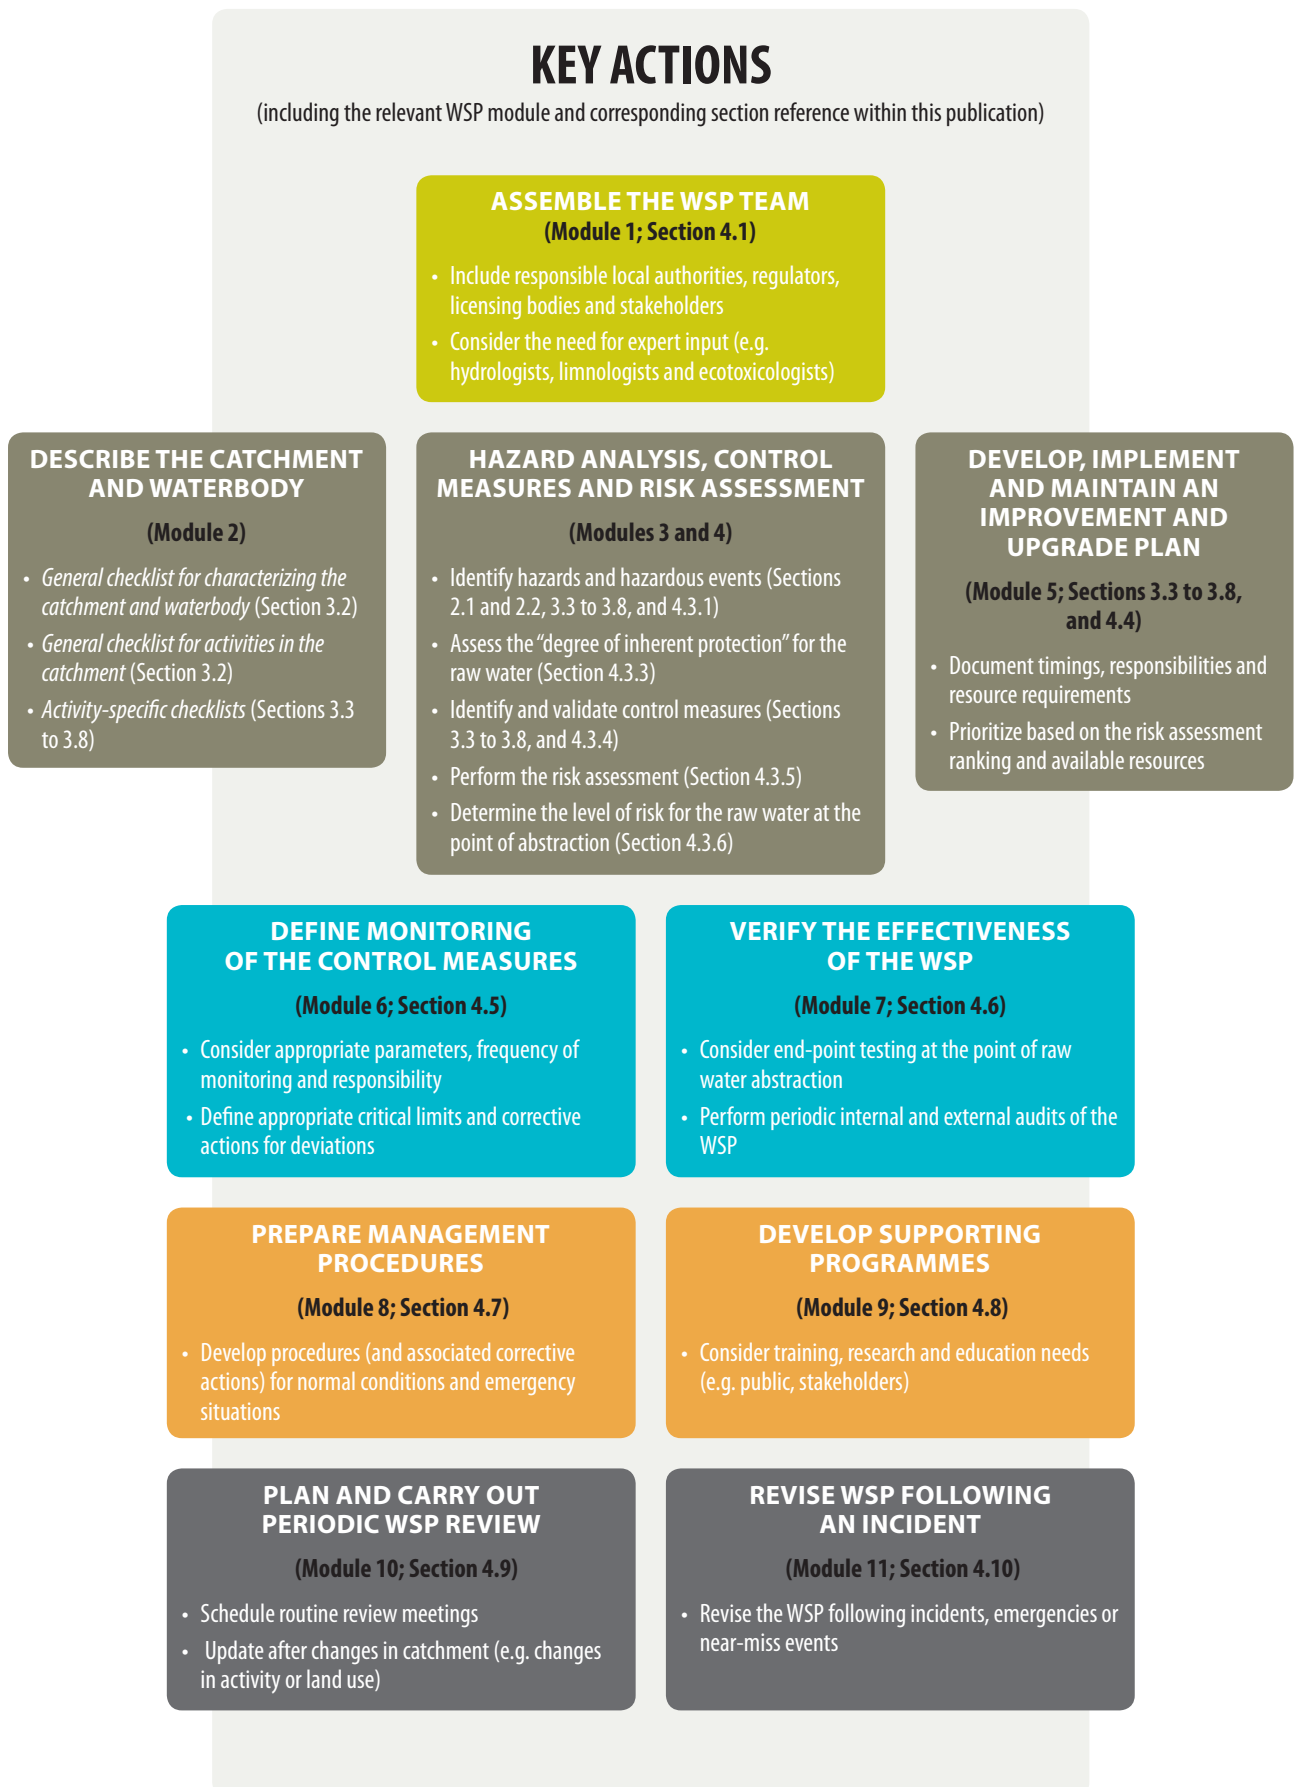 KEY ACTIONS
(including the relevant WSP module and corresponding section reference within this publication)
ASSEMBLE THE WSP TEAM
(Module 1; Section 4.1)
• Include responsible local authorities, regulators,
licensing bodies and stakeholders
• Consider the need for expert input (e.g.
hydrologists, limnologists and ecotoxicologists)
DESCRIBE THE CATCHMENT
AND WATERBODY
(Module 2)
• General checklist for characterizing the
catchment and waterbody (Section 3.2)
• General checklist for activities in the
catchment (Section 3.2)
• Activity-specific checklists (Sections 3.3
to 3.8)
HAZARD ANALYSIS, CONTROL
MEASURES AND RISK ASSESSMENT
(Modules 3 and 4)
• Identify hazards and hazardous events (Sections
2.1 and 2.2, 3.3 to 3.8, and 4.3.1)
• Assess the “degree of inherent protection” for the
raw water (Section 4.3.3)
• Identify and validate control measures (Sections
3.3 to 3.8, and 4.3.4)
• Perform the risk assessment (Section 4.3.5)
• Determine the level of risk for the raw water at the
point of abstraction (Section 4.3.6)
DEVELOP, IMPLEMENT
AND MAINTAIN AN
IMPROVEMENT AND
UPGRADE PLAN
(Module 5; Sections 3.3 to 3.8,
and 4.4)
• Document timings, responsibilities and
resource requirements
• Prioritize based on the risk assessment
ranking and available resources
DEFINE MONITORING
OF THE CONTROL MEASURES
(Module 6; Section 4.5)
• Consider appropriate parameters, frequency of
monitoring and responsibility
• Define appropriate critical limits and corrective
actions for deviations
VERIFY THE EFFECTIVENESS
OF THE WSP
(Module 7; Section 4.6)
• Consider end-point testing at the point of raw
water abstraction
• Perform periodic internal and external audits of the
WSP
PREPARE MANAGEMENT
PROCEDURES
(Module 8; Section 4.7)
• Develop procedures (and associated corrective
actions) for normal conditions and emergency
situations
DEVELOP SUPPORTING
PROGRAMMES
(Module 9; Section 4.8)
• Consider training, research and education needs
(e.g. public, stakeholders)
PLAN AND CARRY OUT
PERIODIC WSP REVIEW
(Module 10; Section 4.9)
• Schedule routine review meetings
• Update after changes in catchment (e.g. changes
in activity or land use)
REVISE WSP FOLLOWING
AN INCIDENT
(Module 11; Section 4.10)
• Revise the WSP following incidents, emergencies or
near-miss events